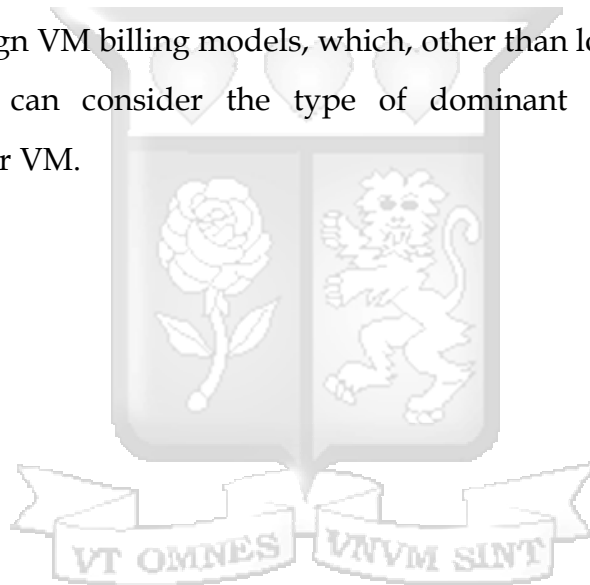 gn VM billing models, which, other than lo
can consider the type of dominant
r VM.
VT OMNES VNVM SINT